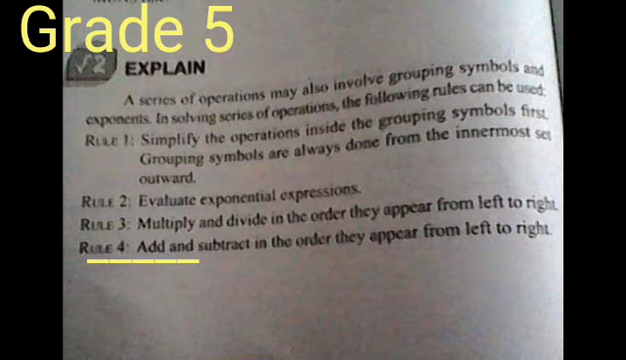 Grade 5
√2 EXPLAIN
A series of operations may also involve grouping symbols and
exponents. In solving series of operations, the following rules can be used:
RULE 1: Simplify the operations inside the grouping symbols first.
Grouping symbols are always done from the innermost set
outward.
RULE 2: Evaluate exponential expressions.
RULE 3: Multiply and divide in the order they appear from left to right.
RULE 4: Add and subtract in the order they appear from left to right.